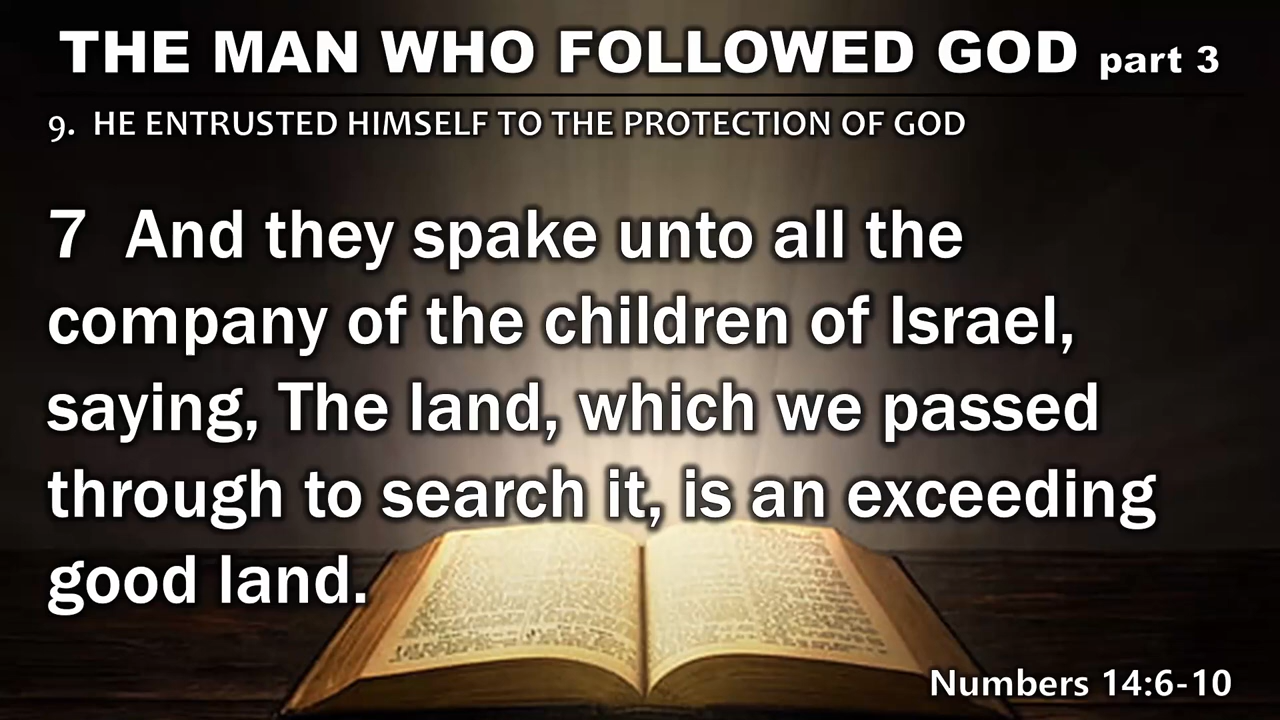 THE MAN WHO FOLLOWED GOD part 3
9. HE ENTRUSTED HIMSELF TO THE PROTECTION OF GOD
7 And they spake unto all the
company of the children of Israel,
saying, The land, which we passed
through to search it, is an exceeding
good land.
Numbers 14:6-10